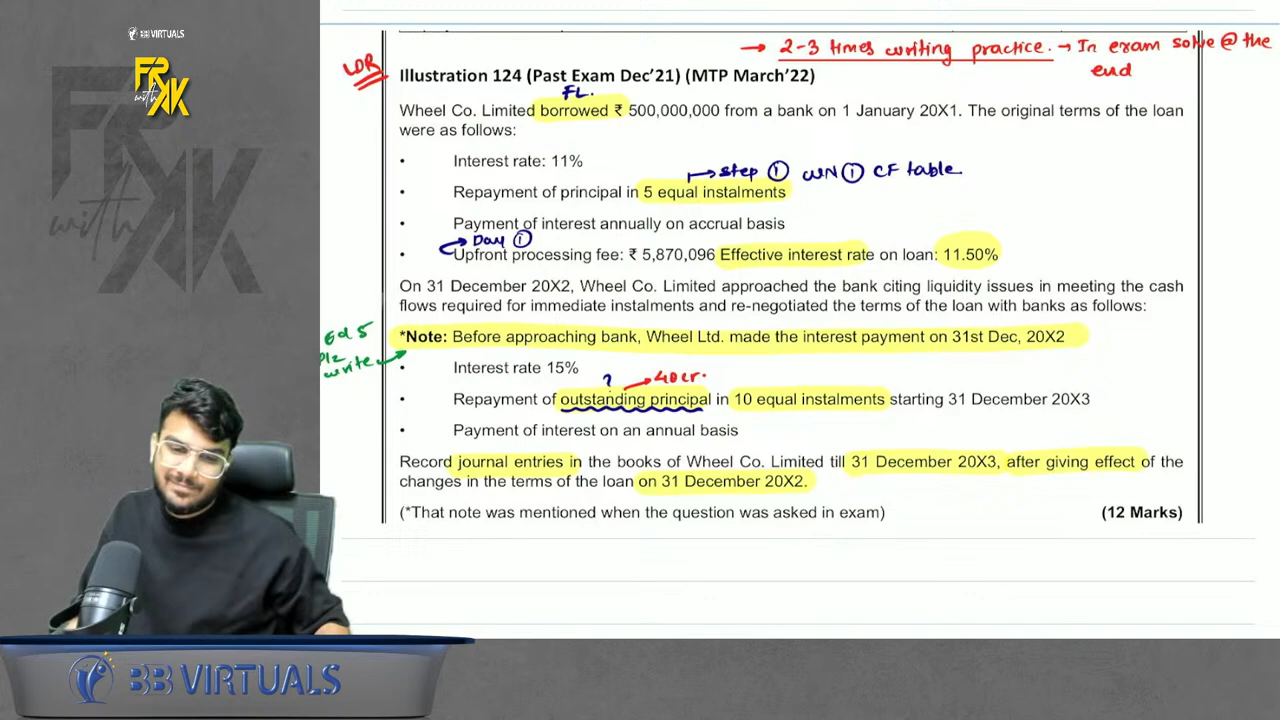 BB VIRTUALS
FR
with
AK
→ 2-3 times writing practice. → In exam solve @ the end
LDR
Illustration 124 (Past Exam Dec'21) (MTP March'22)
FL.
Wheel Co. Limited borrowed ₹ 500,000,000 from a bank on 1 January 20X1. The original terms of the loan
were as follows:
• Interest rate: 11%
→ step ① WN ① CF table
• Repayment of principal in 5 equal instalments
• Payment of interest annually on accrual basis
→ Day ①
• Upfront processing fee: ₹ 5,870,096 Effective interest rate on loan: 11.50%
On 31 December 20X2, Wheel Co. Limited approached the bank citing liquidity issues in meeting the cash
flows required for immediate instalments and re-negotiated the terms of the loan with banks as follows:
Ed 5
Plz
write
*Note: Before approaching bank, Wheel Ltd. made the interest payment on 31st Dec, 20X2
• Interest rate 15%
? → 40cr.
• Repayment of outstanding principal in 10 equal instalments starting 31 December 20X3
• Payment of interest on an annual basis
Record journal entries in the books of Wheel Co. Limited till 31 December 20X3, after giving effect of the
changes in the terms of the loan on 31 December 20X2.
(*That note was mentioned when the question was asked in exam) (12 Marks)
BB VIRTUALS